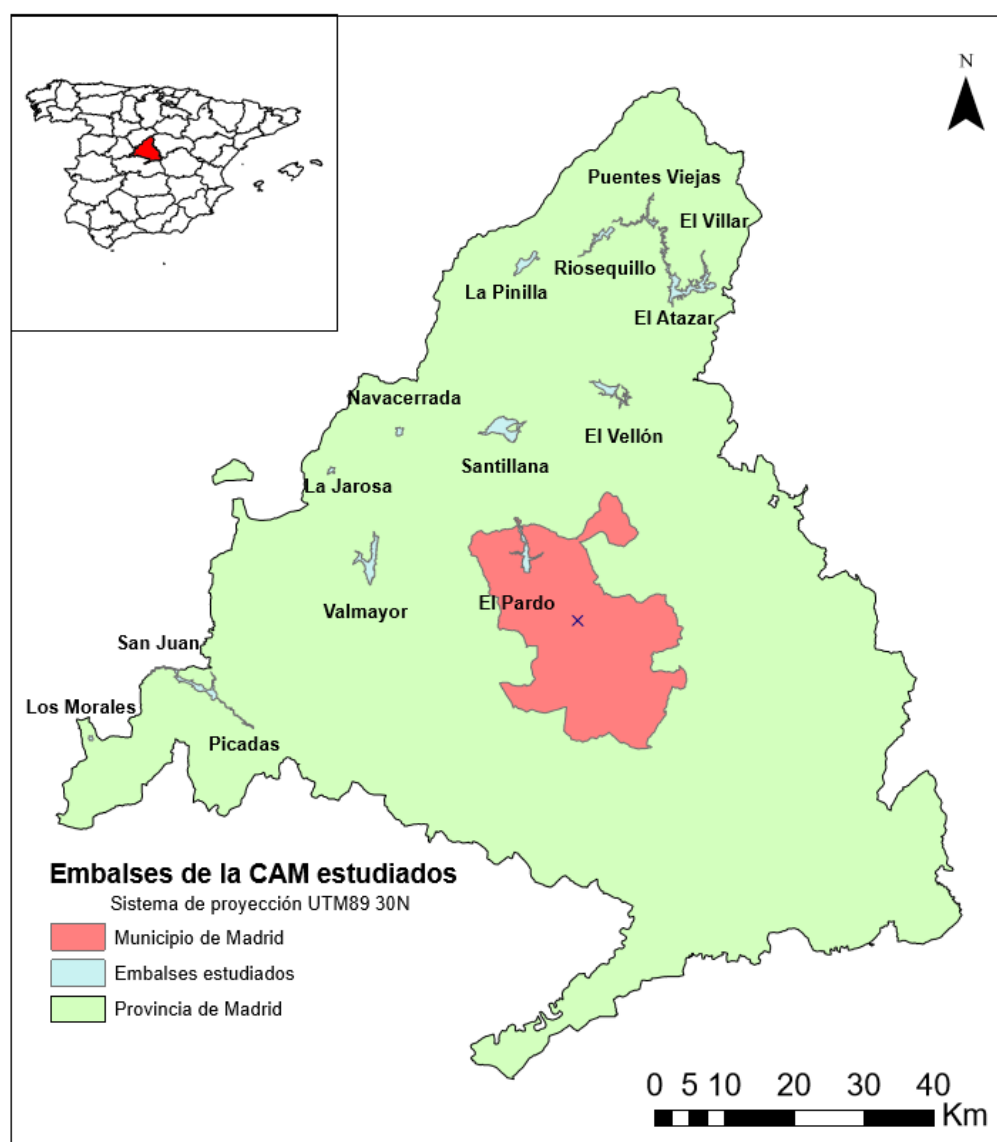 N
Puentes Viejas
El Villar
Riosequillo
La Pinilla
El Atazar
Navacerrada
El Vellón
Santillana
La Jarosa
El Pardo
Valmayor
San Juan
Los Morales
Picadas
Embalses de la CAM estudiados
Sistema de proyección UTM89 30N
Municipio de Madrid
Embalses estudiados
Provincia de Madrid
0 5 10 20 30 40
Km